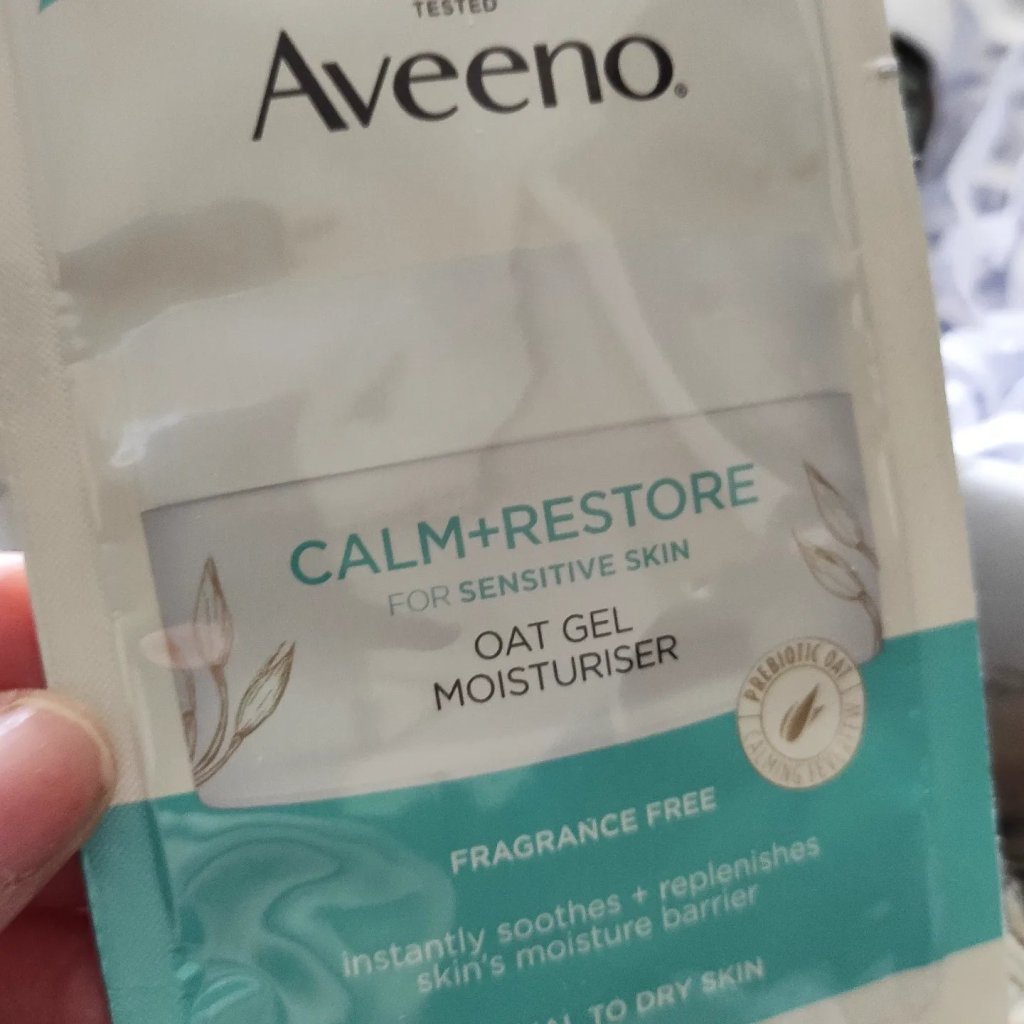 TESTED
Aveeno®
CALM+RESTORE
FOR SENSITIVE SKIN
OAT GEL
MOISTURISER
PREBIOTIC OAT
CALMING
FRAGRANCE FREE
instantly soothes + replenishes
skin's moisture barrier
TO DRY SKIN